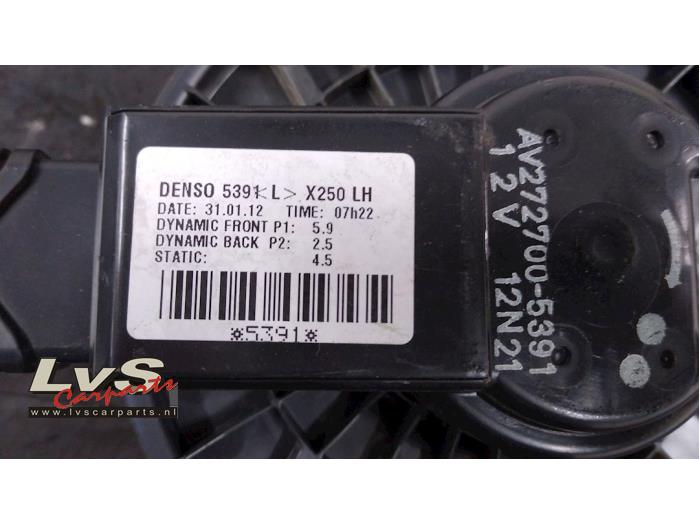 DENSO 5391<L> X250 LH
DATE: 31.01.12 TIME: 07h22
DYNAMIC FRONT P1: 5.9
DYNAMIC BACK P2: 2.5
STATIC: 4.5
*5391*
AV272700-5391
12V 12N21
LvS
Carparts
www.lvscarparts.nl